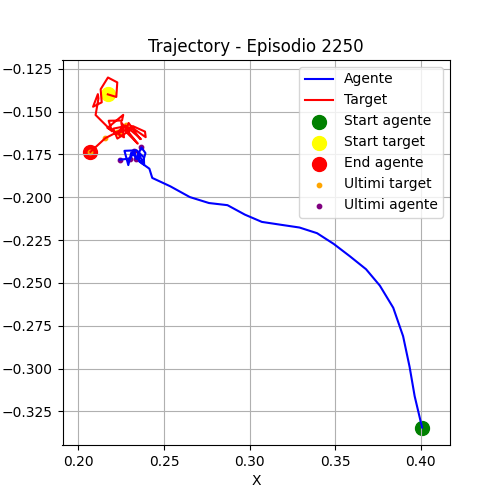 Trajectory - Episodio 2250
Agente
Target
Start agente
Start target
End agente
Ultimi target
Ultimi agente
−0.125
−0.150
−0.175
−0.200
−0.225
−0.250
−0.275
−0.300
−0.325
0.20 0.25 0.30 0.35 0.40
X